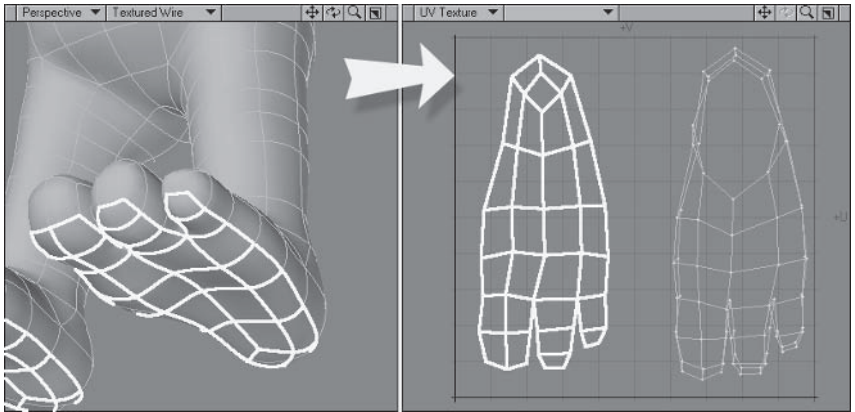 Perspective
Textured Wire
UV Texture
+V
+U